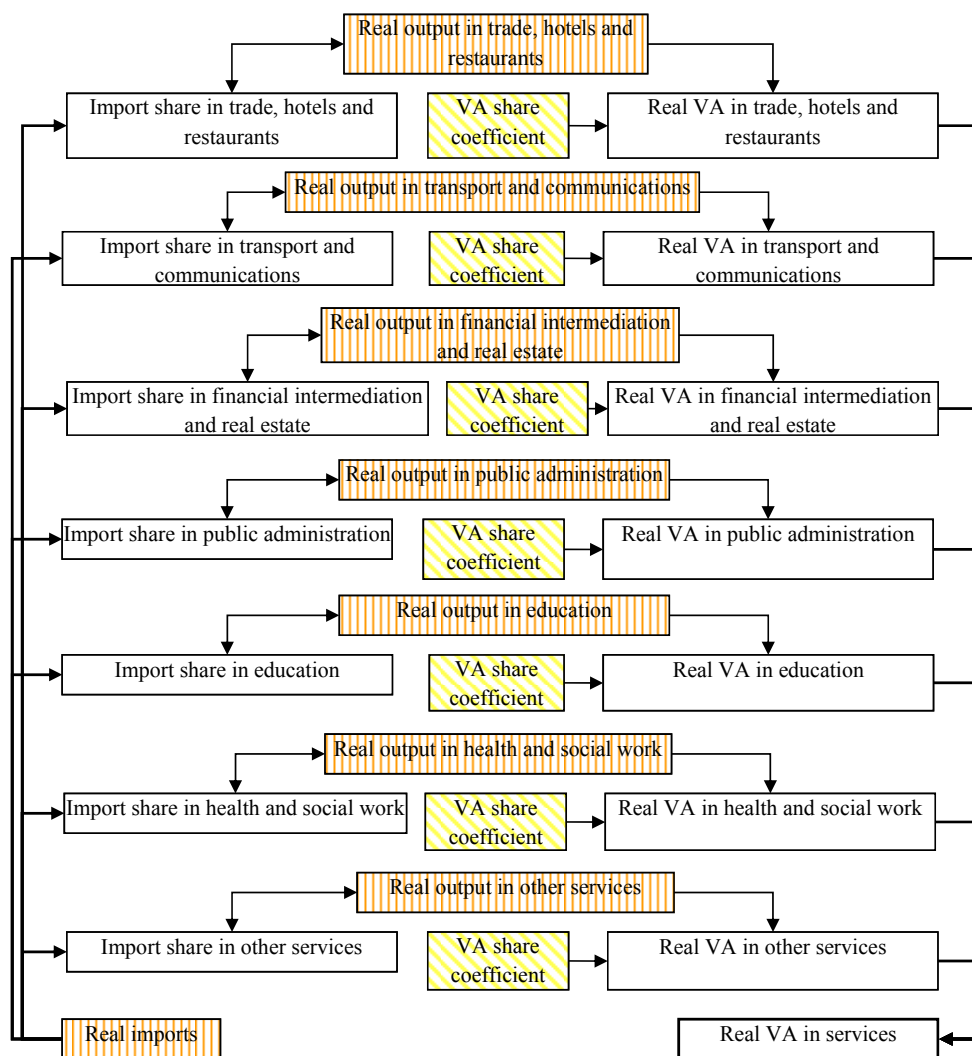 Real output in trade, hotels and
restaurants
Import share in trade, hotels and
restaurants
VA share
coefficient
Real VA in trade, hotels and
restaurants
Real output in transport and communications
Import share in transport and
communications
VA share
coefficient
Real VA in transport and
communications
Real output in financial intermediation
and real estate
Import share in financial intermediation
and real estate
VA share
coefficient
Real VA in financial intermediation
and real estate
Real output in public administration
Import share in public administration
VA share
coefficient
Real VA in public administration
Real output in education
Import share in education
VA share
coefficient
Real VA in education
Real output in health and social work
Import share in health and social work
VA share
coefficient
Real VA in health and social work
Real output in other services
Import share in other services
VA share
coefficient
Real VA in other services
Real imports
Real VA in services